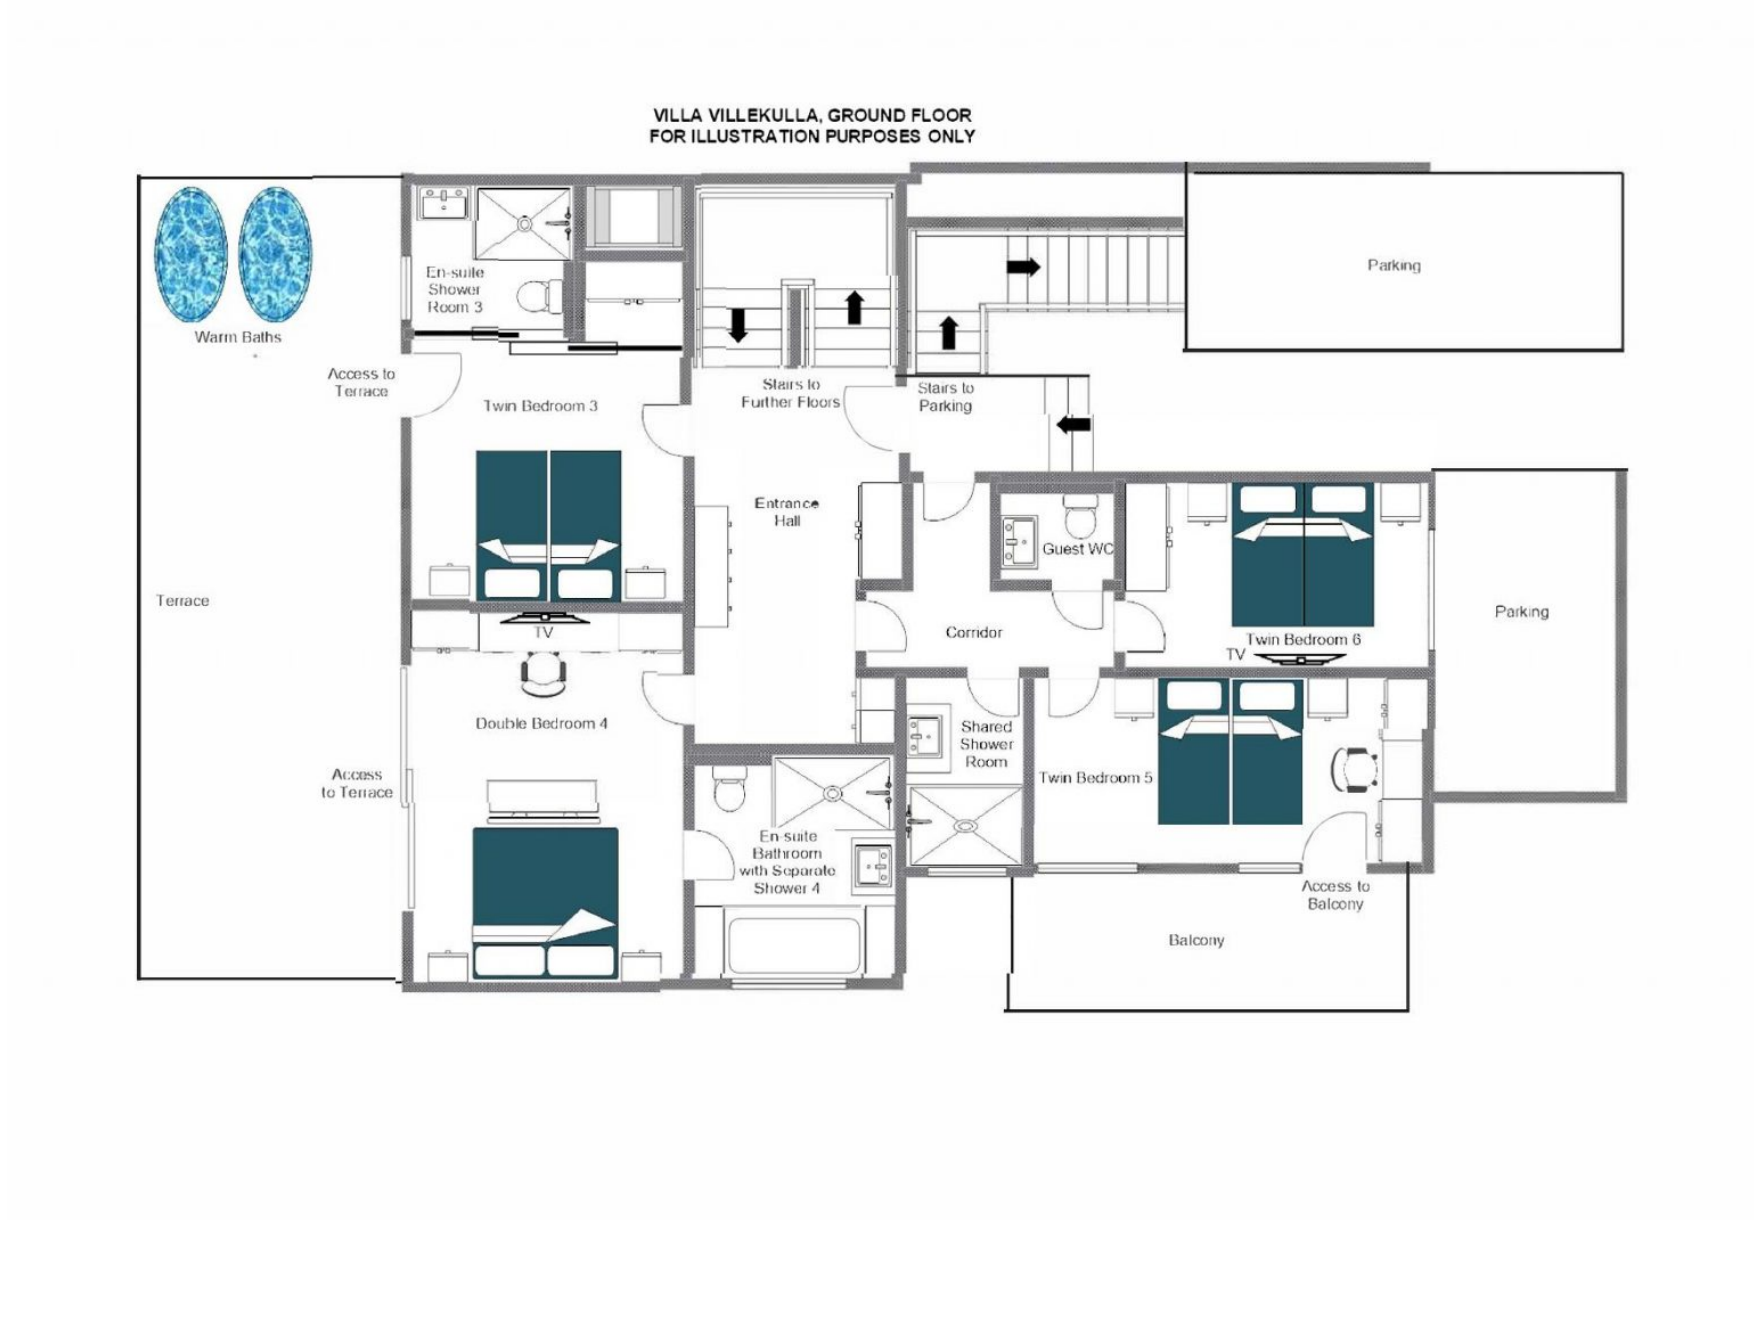 VILLA VILLEKULLA, GROUND FLOOR
FOR ILLUSTRATION PURPOSES ONLY
Parking
En-suite
Shower
Room 3
Warm Baths
Access to
Terrace
Twin Bedroom 3
Stairs to
Further Floors
Stairs to
Parking
Entrance
Hall
Guest WC
Terrace
TV
Corridor
Twin Bedroom 6
TV
Parking
Double Bedroom 4
Shared
Shower
Room
Access
to Terrace
Twin Bedroom 5
En-suite
Bathroom
with Separate
Shower 4
Access to
Balcony
Balcony